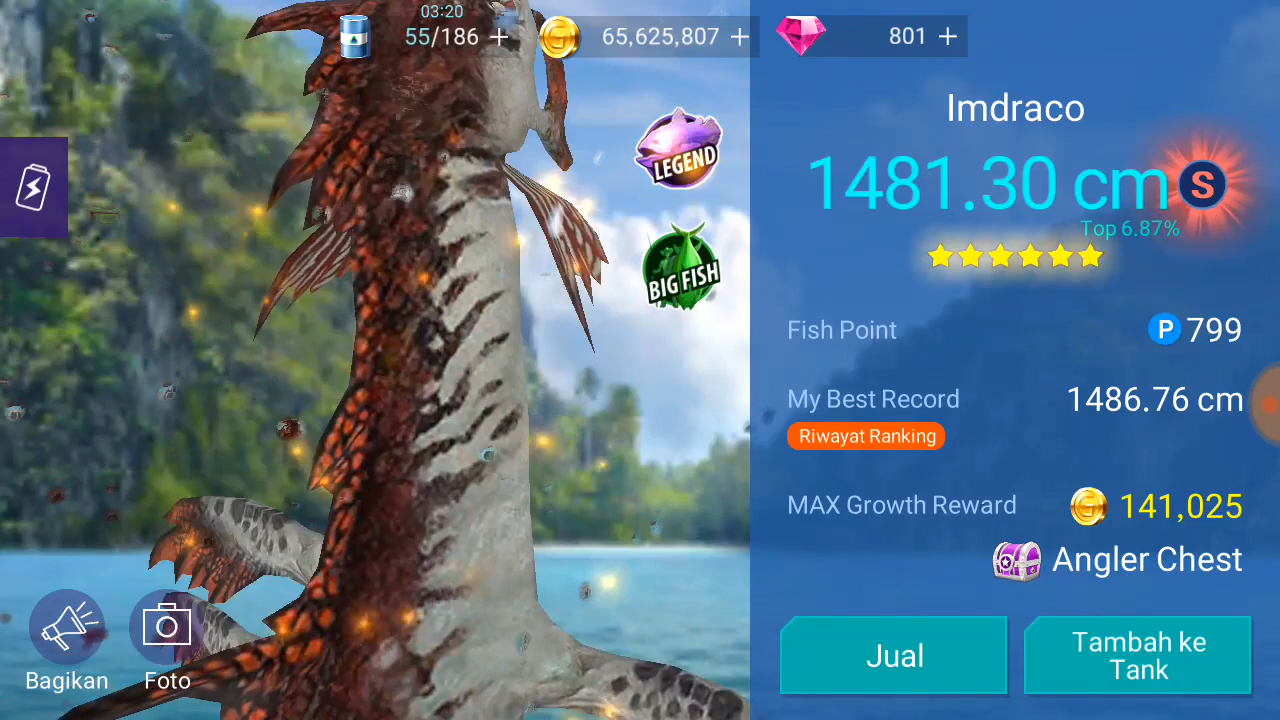 03:20
55/186 +
65,625,807 +
801 +
LEGEND
BIG FISH
Imdraco
1481.30 cm
S
Top 6.87%
Fish Point
P 799
My Best Record
1486.76 cm
Riwayat Ranking
MAX Growth Reward
G 141,025
Angler Chest
Bagikan
Foto
Jual
Tambah ke
Tank